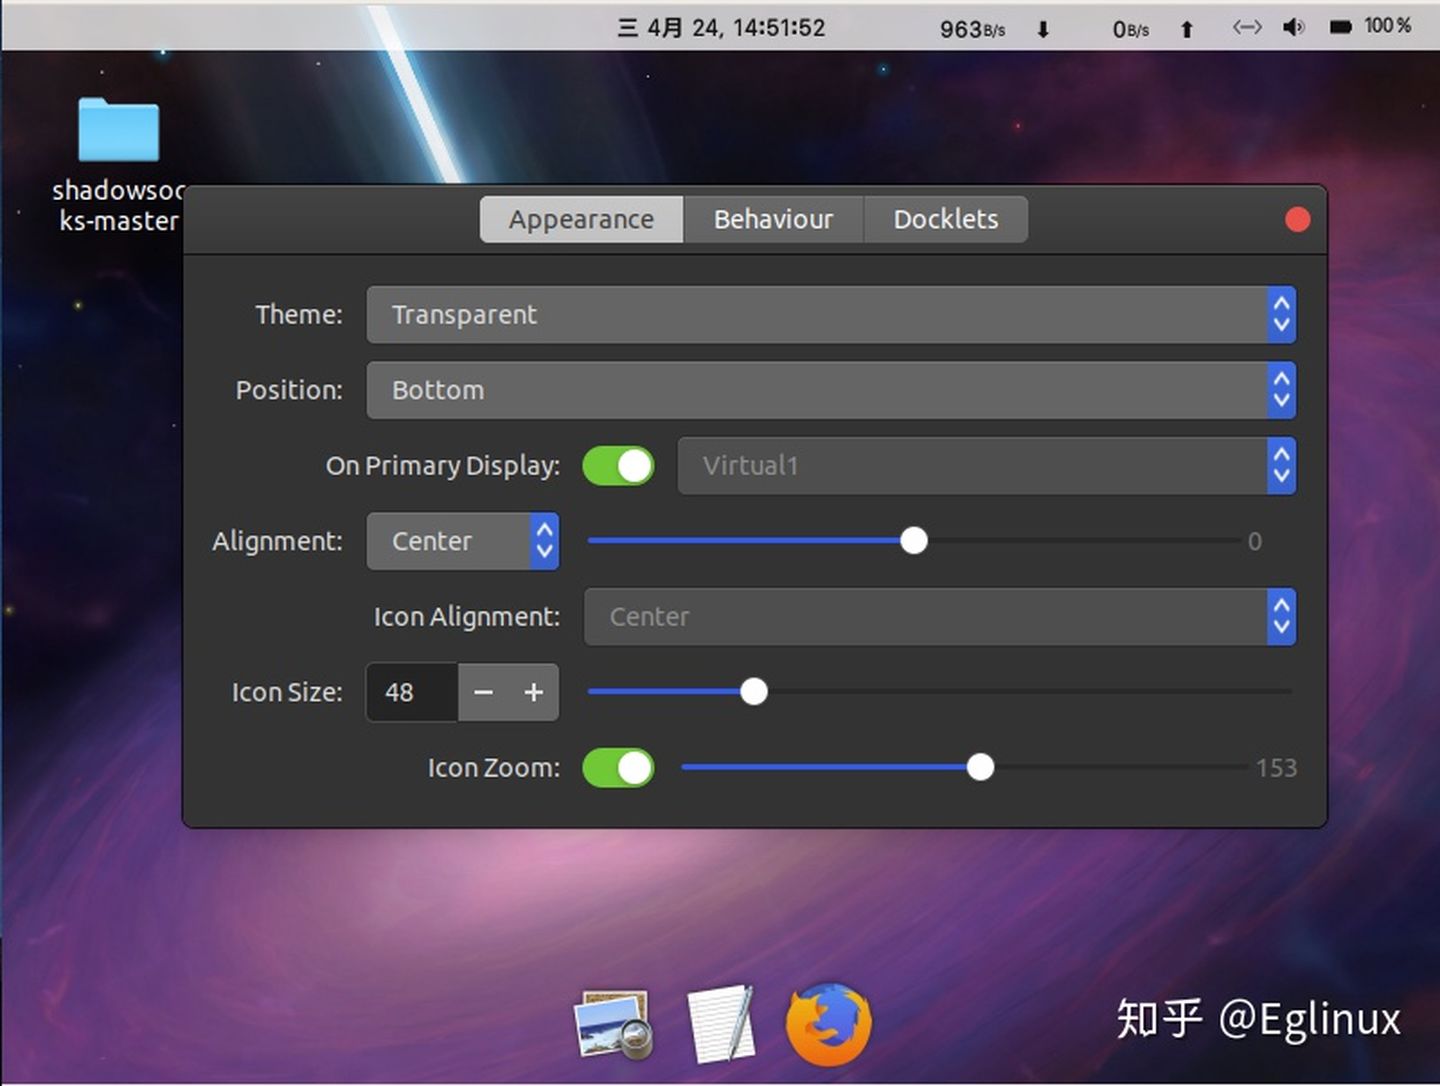 三 4月 24, 14:51:52
963B/s
0B/s
100%
shadowsoc
ks-master
Appearance
Behaviour
Docklets
Theme:
Transparent
Position:
Bottom
On Primary Display:
Virtual1
Alignment:
Center
0
Icon Alignment:
Center
Icon Size:
48
− +
Icon Zoom:
153
知乎 @Eglinux